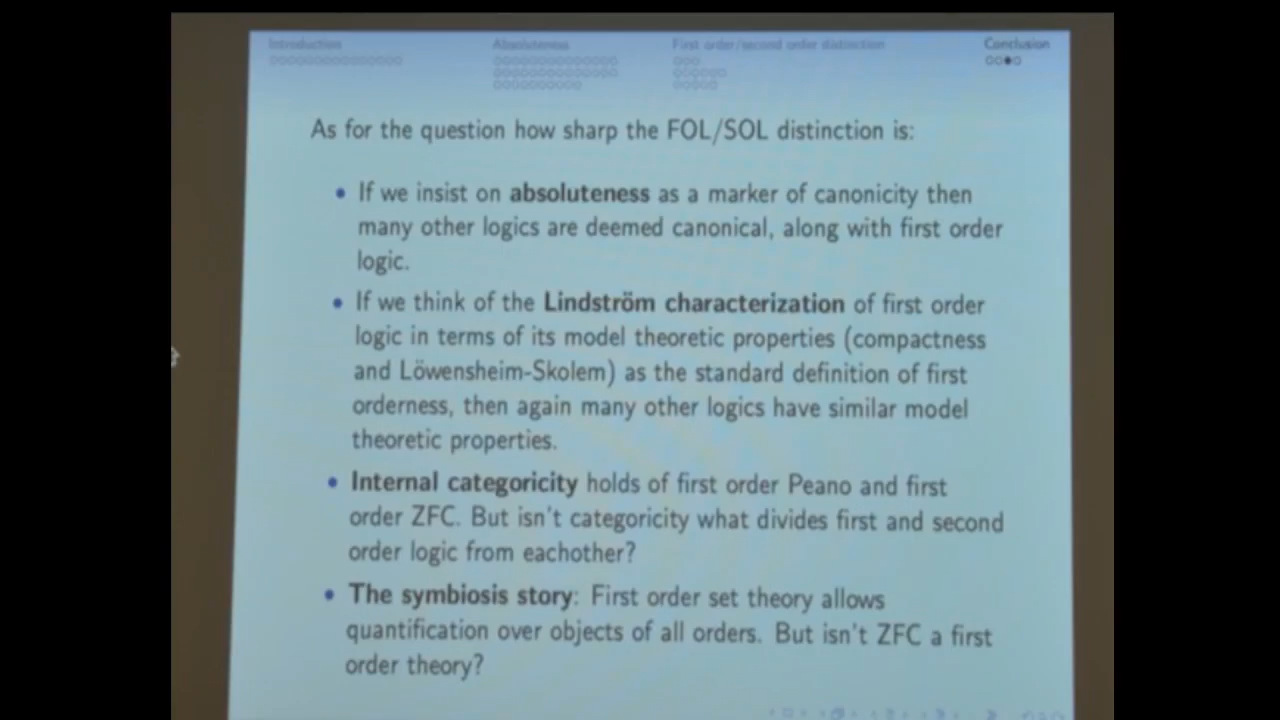 Introduction Absoluteness First order/second order distinction Conclusion
As for the question how sharp the FOL/SOL distinction is:
• If we insist on absoluteness as a marker of canonicity then
many other logics are deemed canonical, along with first order
logic.
• If we think of the Lindström characterization of first order
logic in terms of its model theoretic properties (compactness
and Löwensheim-Skolem) as the standard definition of first
orderness, then again many other logics have similar model
theoretic properties.
• Internal categoricity holds of first order Peano and first
order ZFC. But isn't categoricity what divides first and second
order logic from eachother?
• The symbiosis story: First order set theory allows
quantification over objects of all orders. But isn't ZFC a first
order theory?